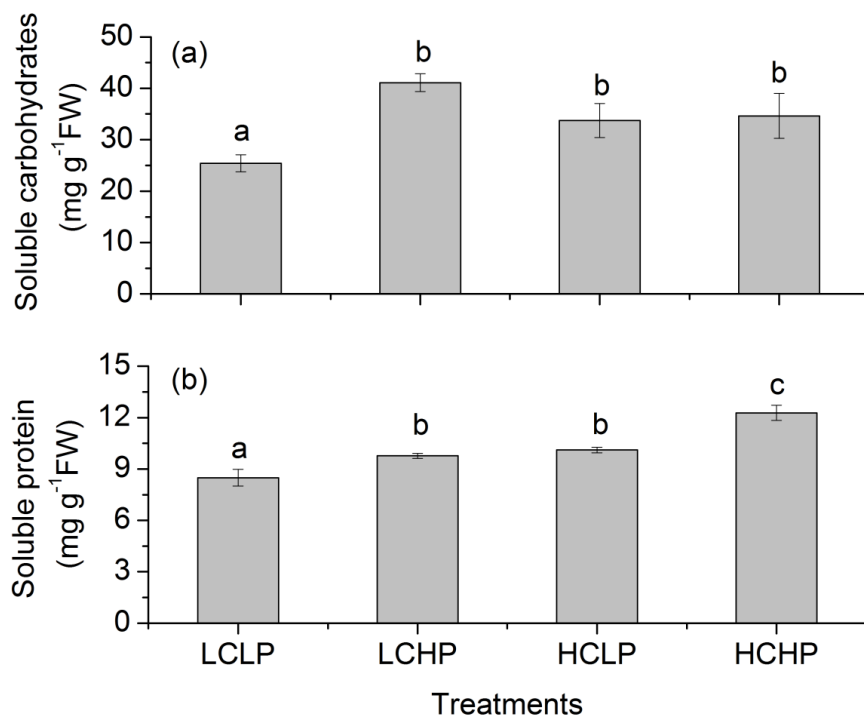 (a)
Soluble carbohydrates
(mg g⁻¹FW)
50
40
30
20
10
0
a
b
b
b
(b)
Soluble protein
(mg g⁻¹FW)
15
12
9
6
3
0
a
b
b
c
LCLP LCHP HCLP HCHP
Treatments